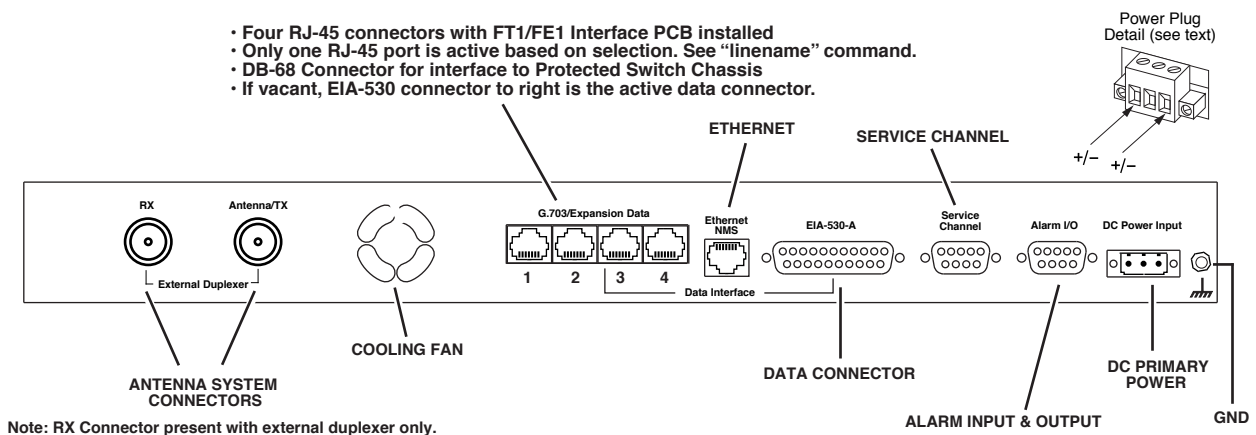 · Four RJ-45 connectors with FT1/FE1 Interface PCB installed
· Only one RJ-45 port is active based on selection. See “linename” command.
· DB-68 Connector for interface to Protected Switch Chassis
· If vacant, EIA-530 connector to right is the active data connector.
Power Plug
Detail (see text)
+/–
+/–
ETHERNET
SERVICE CHANNEL
RX
Antenna/TX
External Duplexer
G.703/Expansion Data
1
2
3
4
Ethernet
NMS
EIA-530-A
Data Interface
Service
Channel
Alarm I/O
DC Power Input
COOLING FAN
ANTENNA SYSTEM
CONNECTORS
DATA CONNECTOR
DC PRIMARY
POWER
ALARM INPUT & OUTPUT
GND
Note: RX Connector present with external duplexer only.